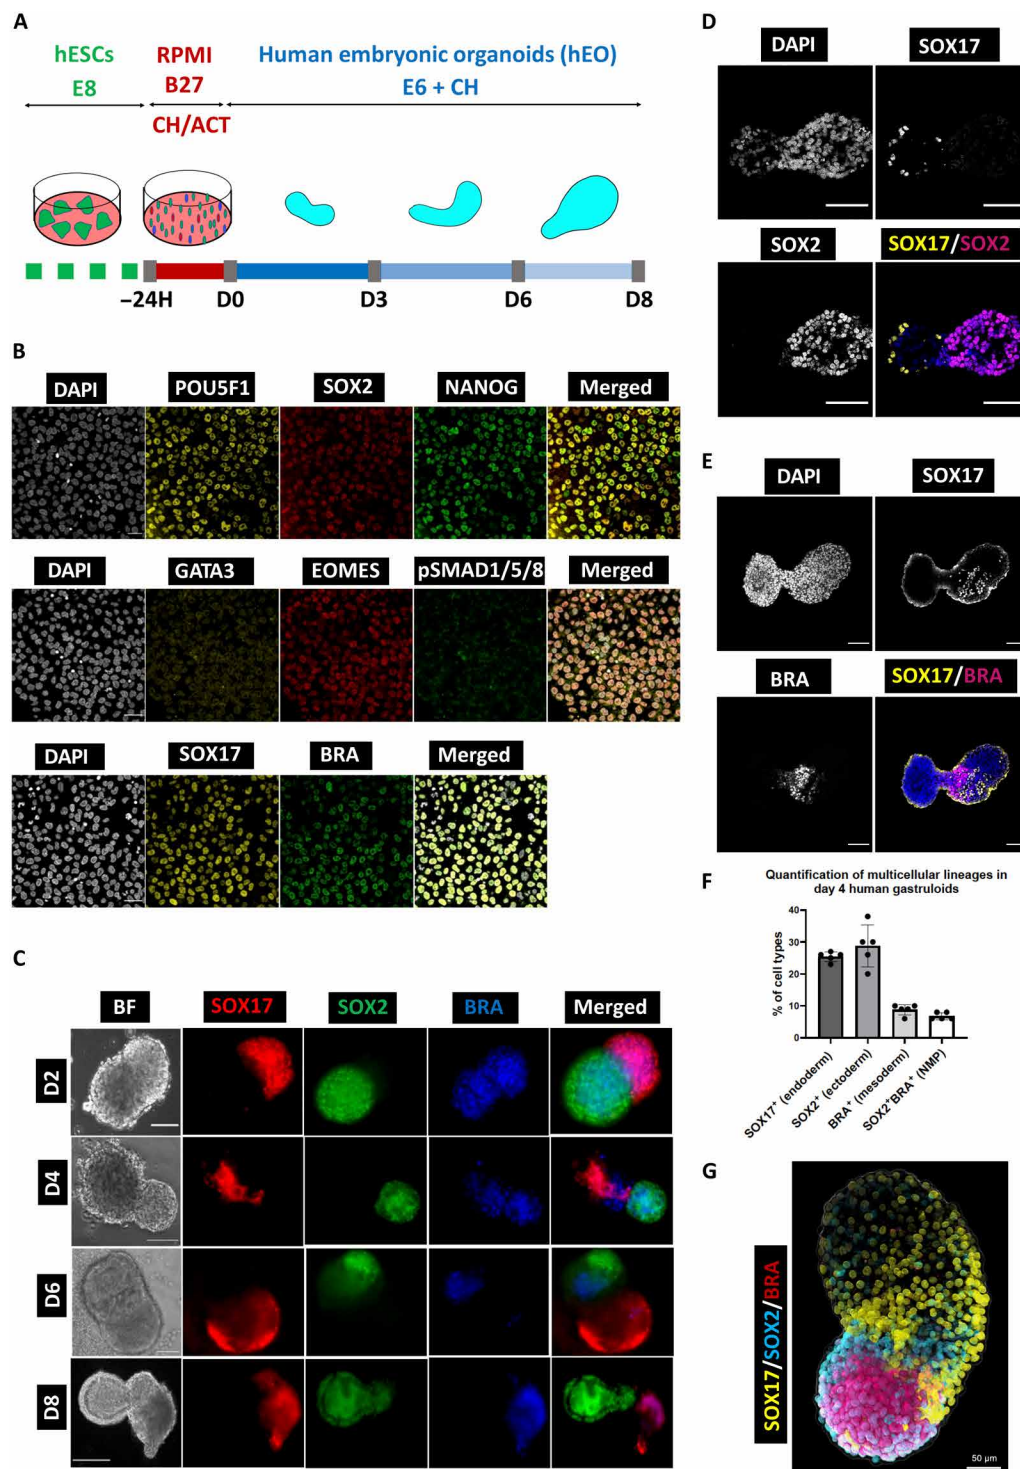 A
hESCs
E8
RPMI
B27
CH/ACT
Human embryonic organoids (hEO)
E6 + CH
−24H
D0
D3
D6
D8
B
DAPI
POU5F1
SOX2
NANOG
Merged
DAPI
GATA3
EOMES
pSMAD1/5/8
Merged
DAPI
SOX17
BRA
Merged
C
BF
SOX17
SOX2
BRA
Merged
D2
D4
D6
D8
D
DAPI
SOX17
SOX2
SOX17/SOX2
E
DAPI
SOX17
BRA
SOX17/BRA
F
Quantification of multicellular lineages in
day 4 human gastruloids
% of cell types
40
30
20
10
0
SOX17⁺ (endoderm)
SOX2⁺ (ectoderm)
BRA⁺ (mesoderm)
SOX2⁺BRA⁺ (NMP)
G
SOX17/SOX2/BRA
50 µm